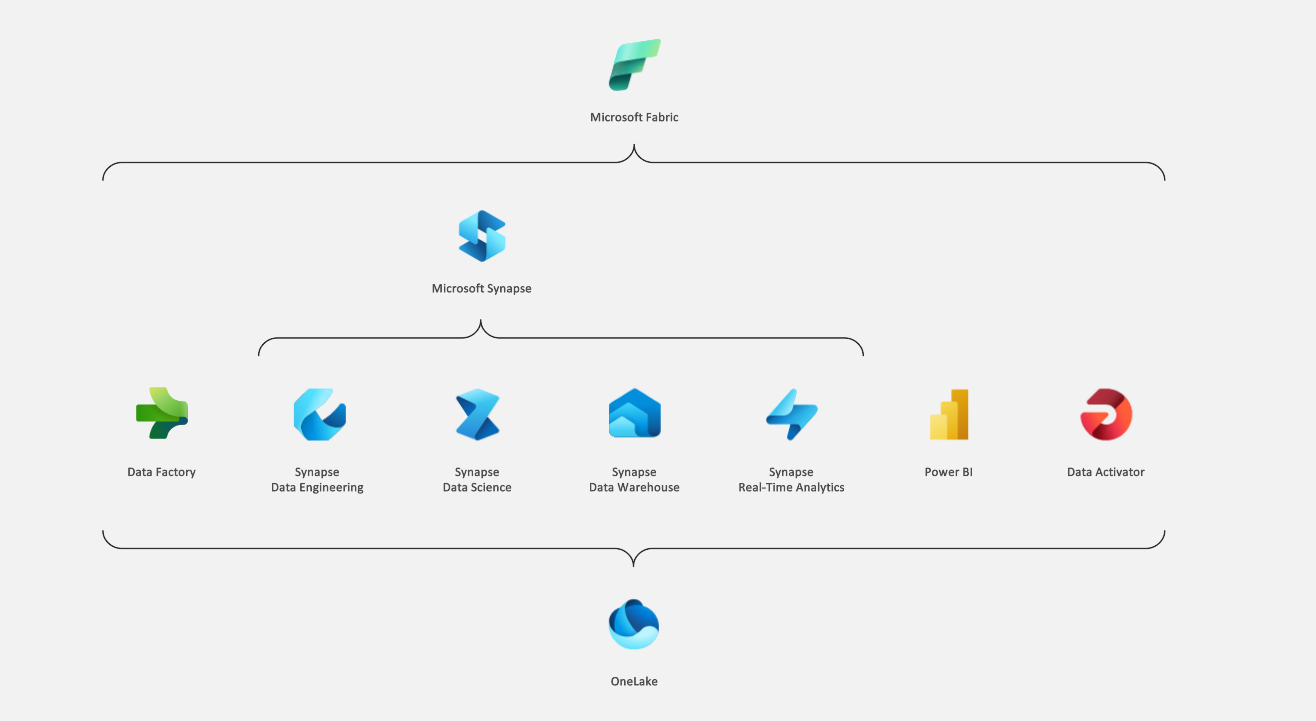 Microsoft Fabric
Microsoft Synapse
Data Factory
Synapse
Data Engineering
Synapse
Data Science
Synapse
Data Warehouse
Synapse
Real-Time Analytics
Power BI
Data Activator
OneLake